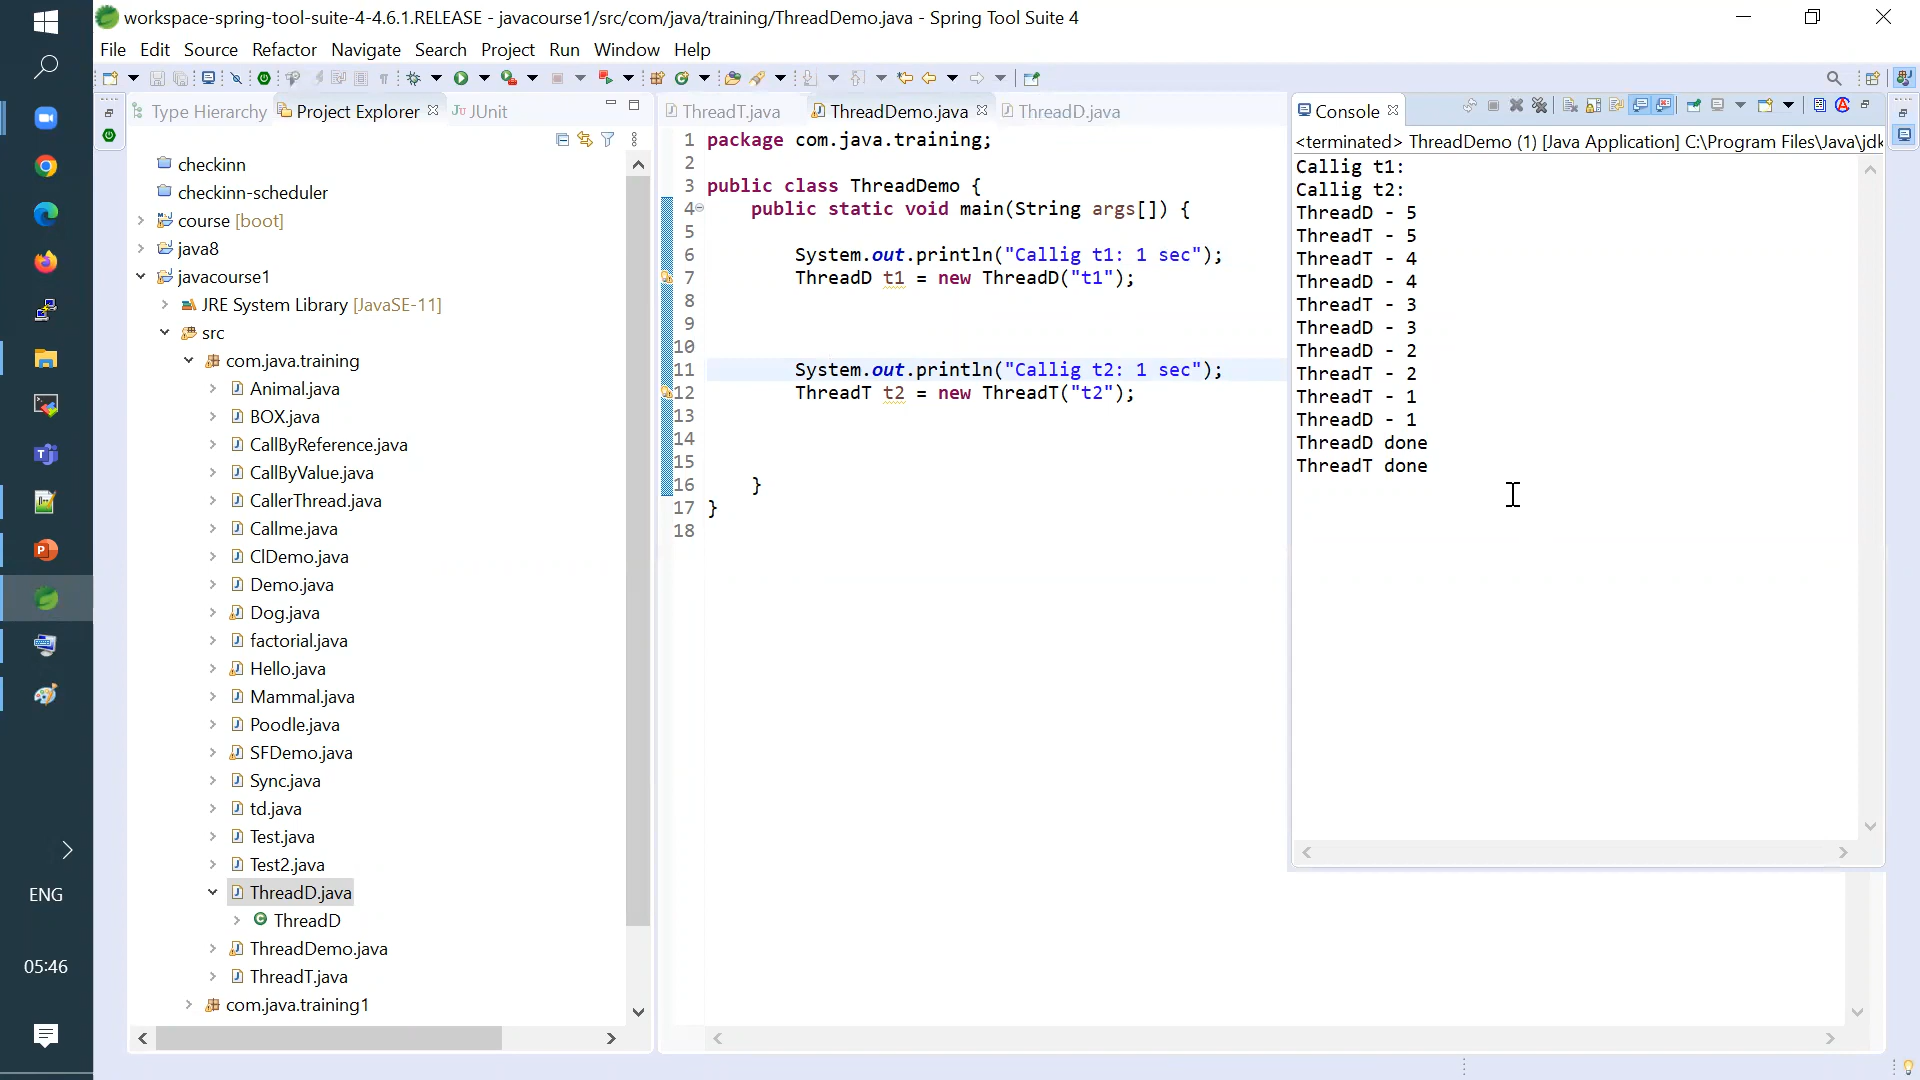 workspace-spring-tool-suite-4-4.6.1.RELEASE - javacourse1/src/com/java/training/ThreadDemo.java - Spring Tool Suite 4
File Edit Source Refactor Navigate Search Project Run Window Help
Type Hierarchy Project Explorer JUnit
checkinn
checkinn-scheduler
course [boot]
java8
javacourse1
JRE System Library [JavaSE-11]
src
com.java.training
Animal.java
BOX.java
CallByReference.java
CallByValue.java
CallerThread.java
Callme.java
ClDemo.java
Demo.java
Dog.java
factorial.java
Hello.java
Mammal.java
Poodle.java
SFDemo.java
Sync.java
td.java
Test.java
Test2.java
ThreadD.java
ThreadD
ThreadDemo.java
ThreadT.java
com.java.training1
ThreadT.java ThreadDemo.java ThreadD.java
1 package com.java.training;
2
3 public class ThreadDemo {
4 public static void main(String args[]) {
5
6 System.out.println("Callig t1: 1 sec");
7 ThreadD t1 = new ThreadD("t1");
8
9
10
11 System.out.println("Callig t2: 1 sec");
12 ThreadT t2 = new ThreadT("t2");
13
14
15
16 }
17 }
18
Console
<terminated> ThreadDemo (1) [Java Application] C:\Program Files\Java\jdk
Callig t1:
Callig t2:
ThreadD - 5
ThreadT - 5
ThreadT - 4
ThreadD - 4
ThreadT - 3
ThreadD - 3
ThreadD - 2
ThreadT - 2
ThreadT - 1
ThreadD - 1
ThreadD done
ThreadT done
ENG
05:46